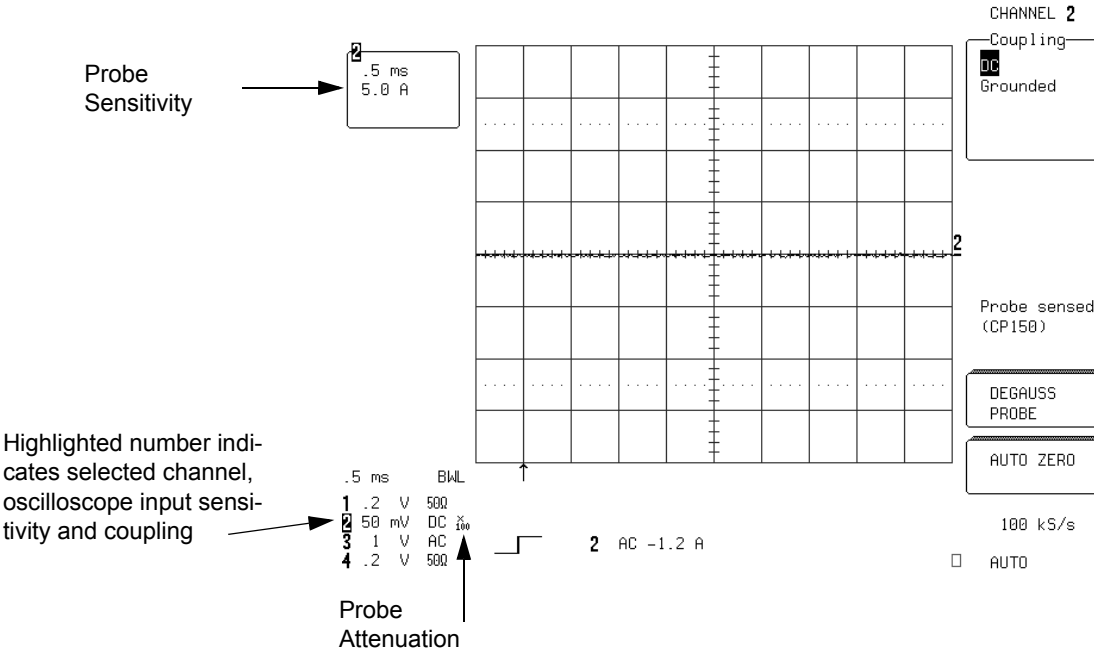 CHANNEL 2
Coupling
DC
Grounded
2
.5 ms
5.0 A
Probe
Sensitivity
2
Probe sensed
(CP150)
DEGAUSS
PROBE
AUTO ZERO
Highlighted number indi-
cates selected channel,
oscilloscope input sensi-
tivity and coupling
.5 ms BWL
1 .2 V 50Ω
2 50 mV DC X100
3 1 V AC
4 .2 V 50Ω
2 AC -1.2 A
100 kS/s
AUTO
Probe
Attenuation